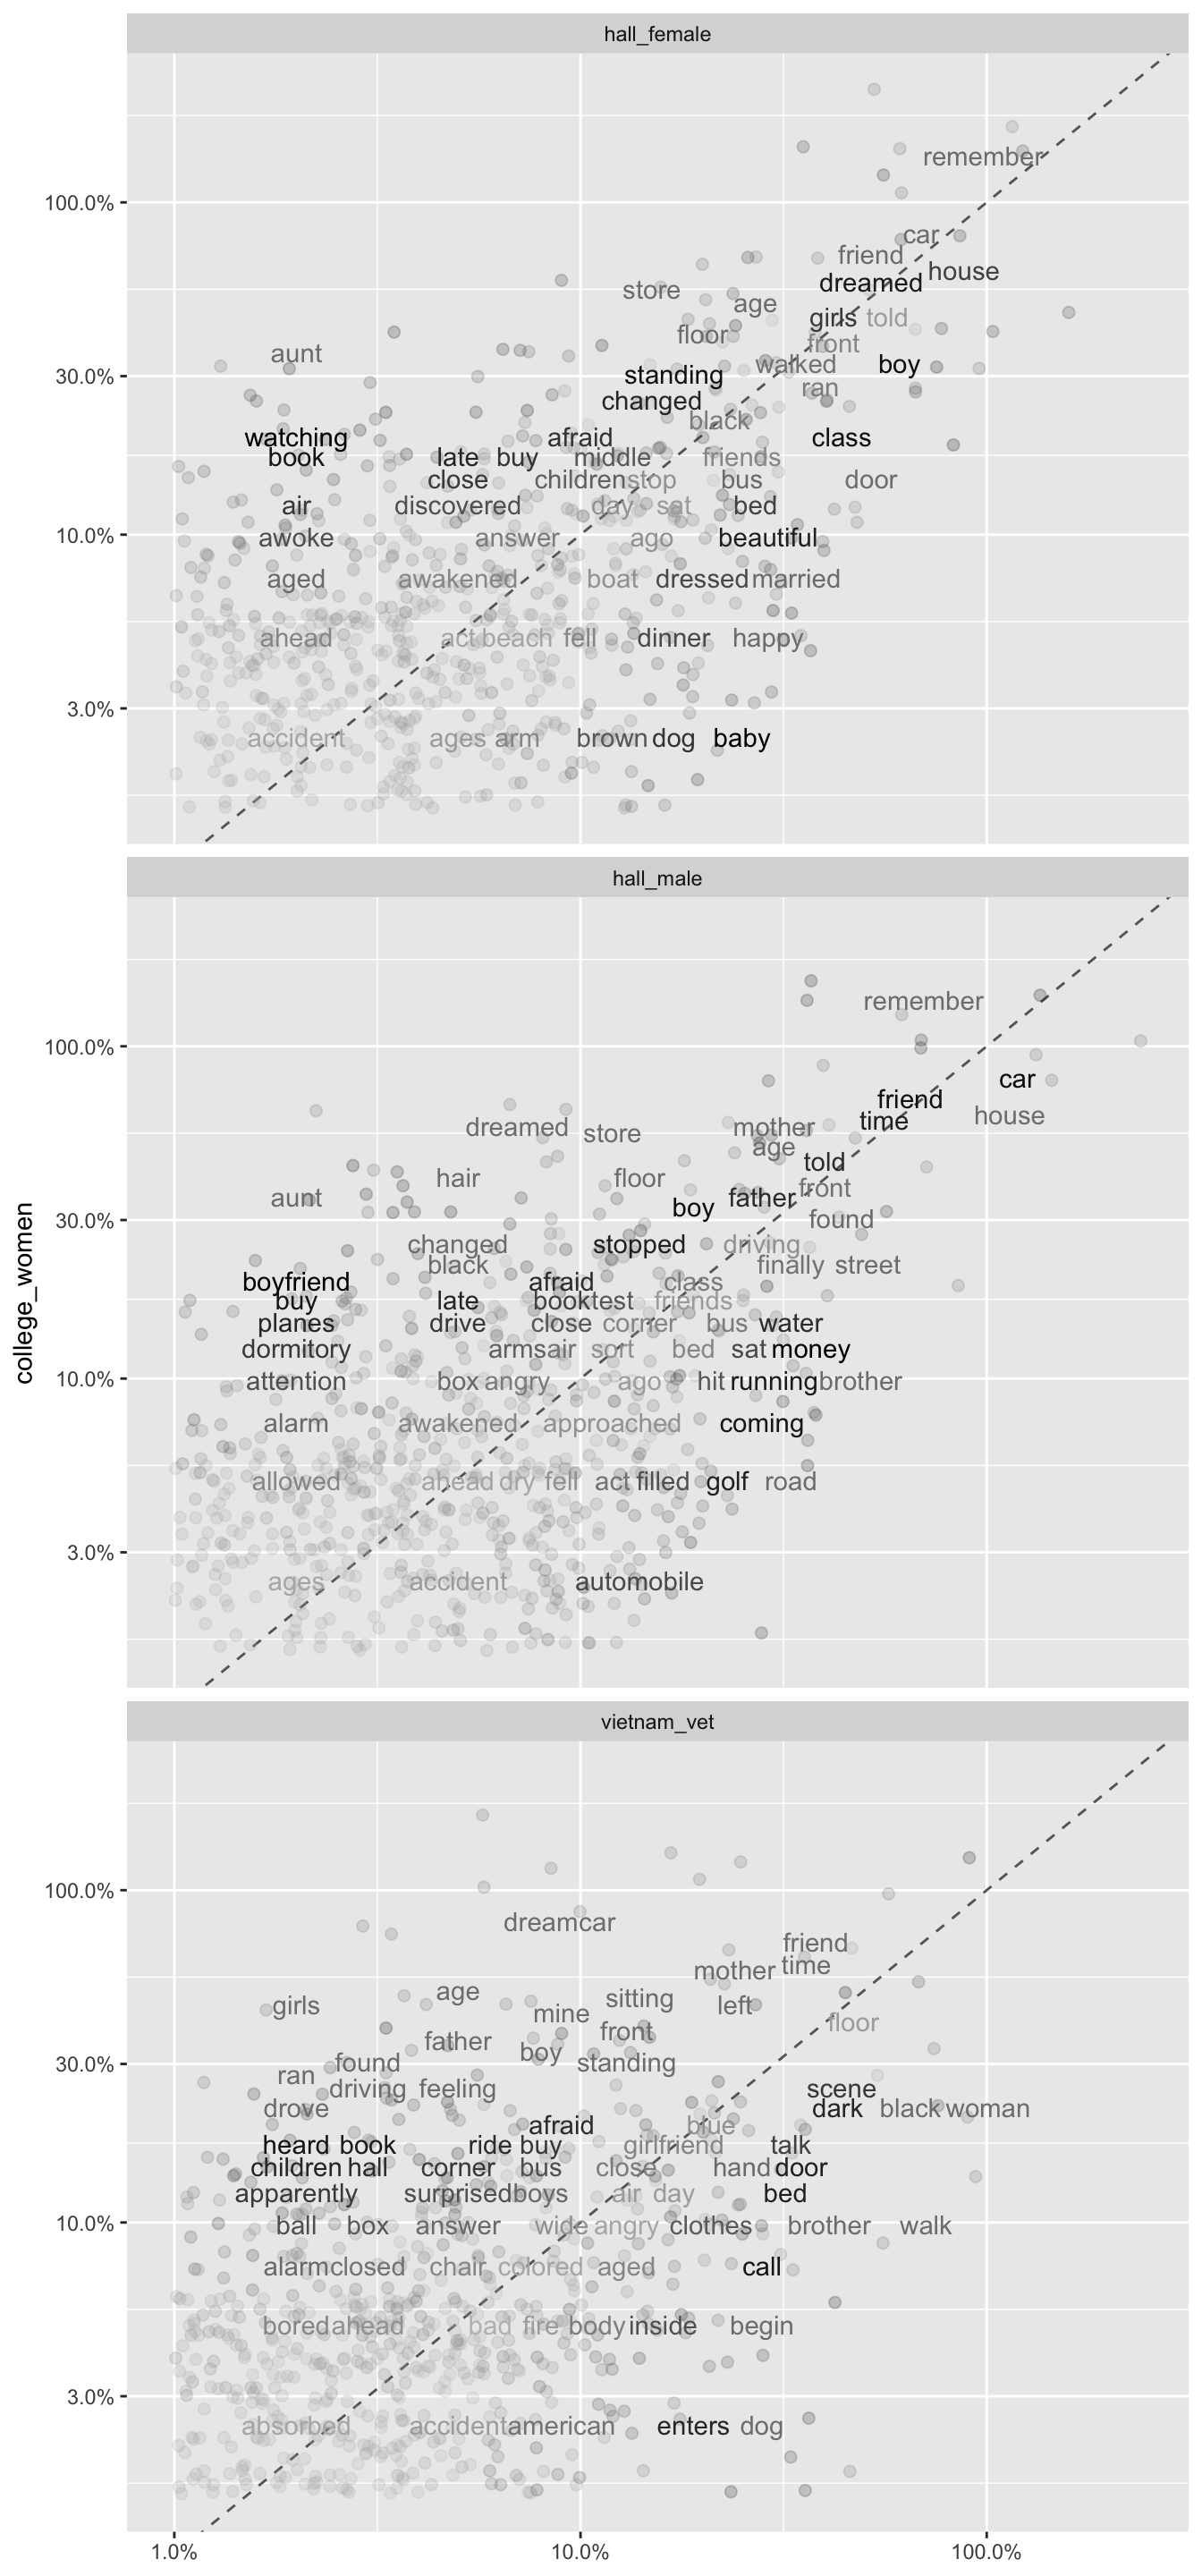 hall_female
remember
100.0%
car
friend
house
dreamed
store
age
girls told
floor
front
aunt
walked boy
30.0%
standing
ran
changed
black
watching afraid class
book late buy middle friends
close children stop bus door
air discovered day sat bed
10.0%
awoke answer ago beautiful
aged awakened boat dressed married
ahead act beach fell dinner happy
3.0%
accident ages arm brown dog baby
hall_male
remember
100.0%
car
friend
house
time
dreamed store mother
age
told
hair floor
front
aunt father
boy
30.0%
found
changed stopped driving
black finally street
boyfriend afraid class
buy late book test friends
planes drive close corner bus water
dormitory arms air sort bed sat money
10.0%
attention box angry ago hit running brother
alarm awakened approached coming
allowed ahead dry fell act filled golf road
3.0%
ages accident automobile
college_women
vietnam_vet
100.0%
dream car
friend
time
mother
age
sitting
girls left
mine
floor
front
father
boy
30.0%
found standing
ran
driving feeling scene
drove dark black woman
afraid blue
heard book ride buy girlfriend talk
children hall corner bus close hand door
apparently surprised boys air day bed
10.0%
ball box answer wide angry clothes brother walk
alarm closed chair colored aged call
bored ahead bad fire body inside begin
3.0%
absorbed accident american enters dog
1.0% 10.0% 100.0%